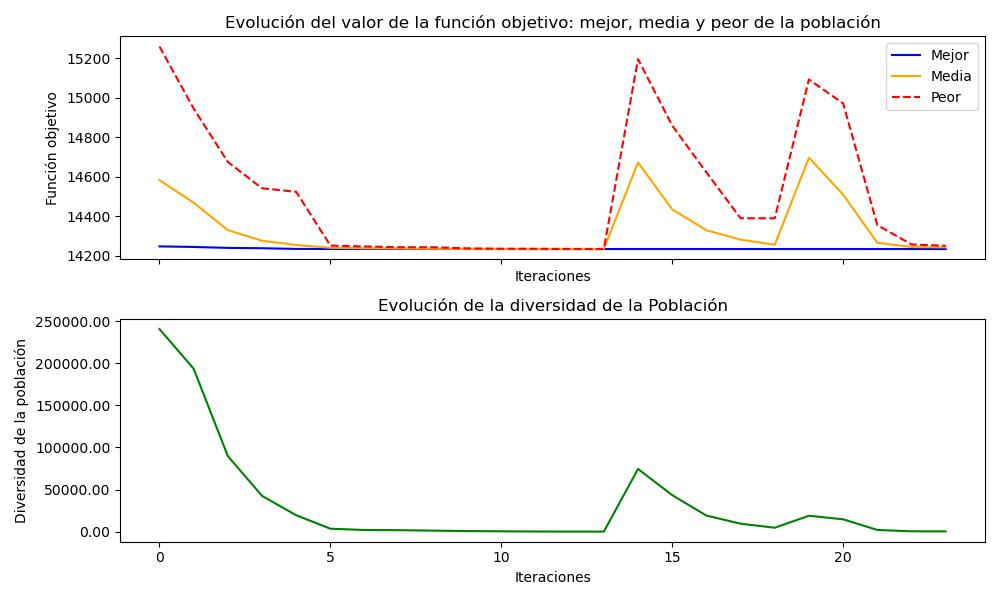 Evolución del valor de la función objetivo: mejor, media y peor de la población
Función objetivo
15200
15000
14800
14600
14400
14200
Mejor
Media
Peor
Iteraciones
Evolución de la diversidad de la Población
Diversidad de la población
250000.00
200000.00
150000.00
100000.00
50000.00
0.00
0 5 10 15 20
Iteraciones